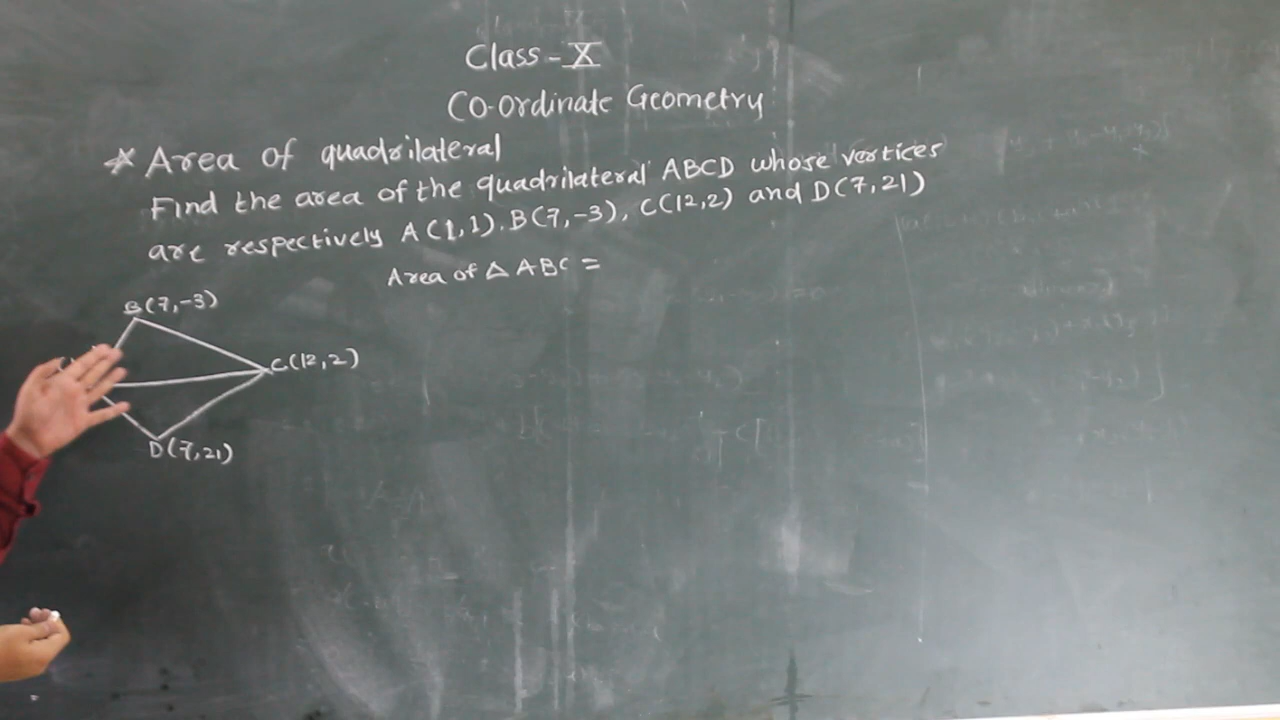 Class - X
Co-ordinate Geometry
* Area of quadrilateral
Find the area of the quadrilateral ABCD whose vertices
are respectively A(1,1), B(7,-3), C(12,2) and D(7,21)
Area of △ ABC =
B(7,-3)
C(12,2)
D(7,21)